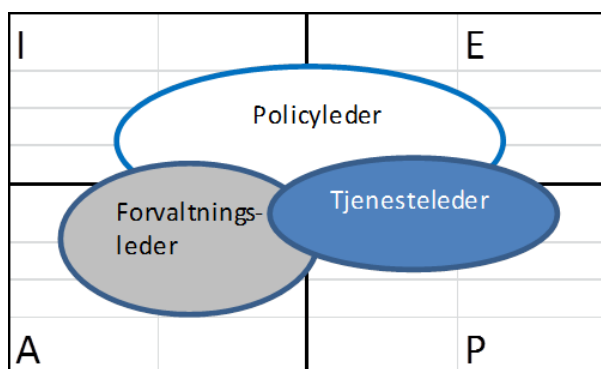 I
E
Policyleder
Forvaltnings-
leder
Tjenesteleder
A
P